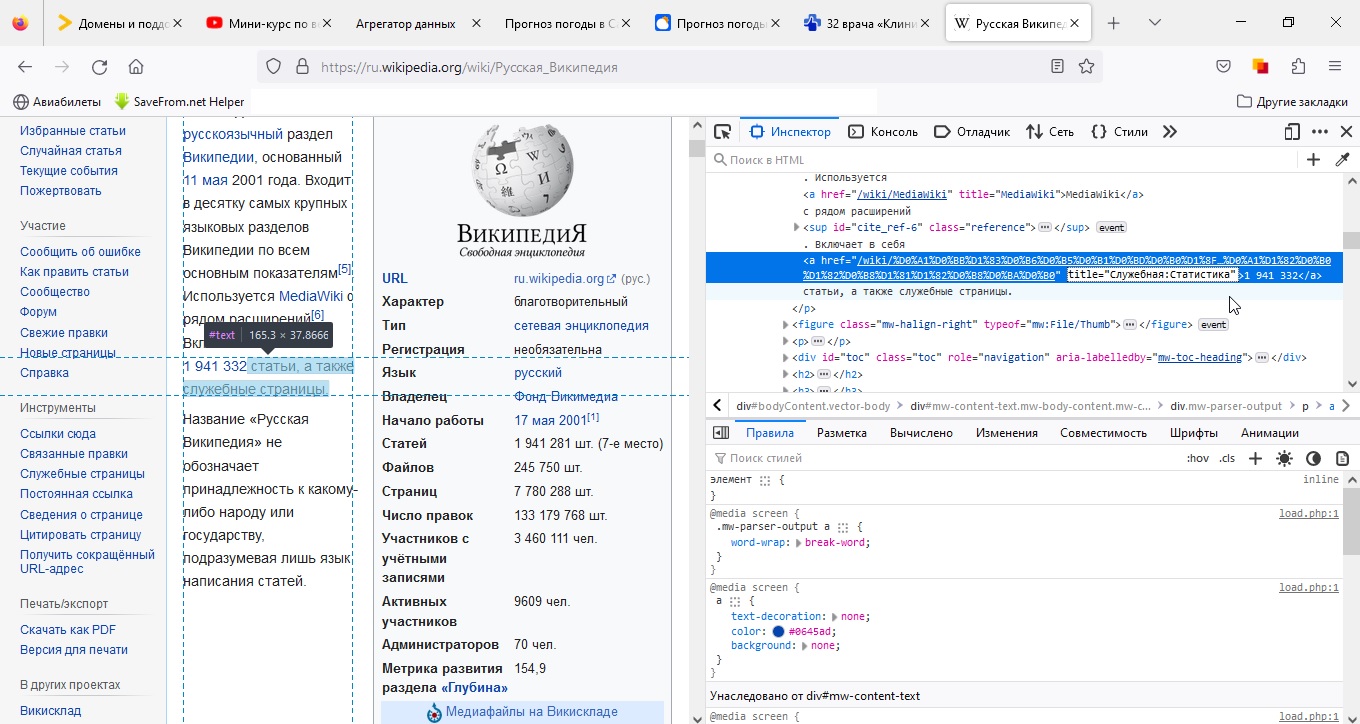 Домены и подд
Мини-курс по в
Агрегатор данных
Прогноз погоды в С
Прогноз погоды
32 врача «Клини
Русская Википед
https://ru.wikipedia.org/wiki/Русская_Википедия
Авиабилеты
SaveFrom.net Helper
Другие закладки
Избранные статьи
Случайная статья
Текущие события
Пожертвовать
Участие
Сообщить об ошибке
Как править статьи
Сообщество
Форум
Свежие правки
Новые страницы
Справка
Инструменты
Ссылки сюда
Связанные правки
Служебные страницы
Постоянная ссылка
Сведения о странице
Цитировать страницу
Получить сокращённый
URL-адрес
Печать/экспорт
Скачать как PDF
Версия для печати
В других проектах
Викисклад
русскоязычный раздел
Википедии, основанный
11 мая 2001 года. Входит
в десятку самых крупных
языковых разделов
Википедии по всем
основным показателям[5]
Используется MediaWiki с
рядом расширений[6]
Вкл
#text 165.3 × 37.8666
1 941 332 статьи, а также
служебные страницы.
Название «Русская
Википедия» не
обозначает
принадлежность к какому-
либо народу или
государству,
подразумевая лишь язык
написания статей.
ВикипедиЯ
Свободная энциклопедия
URL ru.wikipedia.org (рус.)
Характер благотворительный
Тип сетевая энциклопедия
Регистрация необязательна
Язык русский
Владелец Фонд Викимедиа
Начало работы 17 мая 2001[1]
Статей 1 941 281 шт. (7-е место)
Файлов 245 750 шт.
Страниц 7 780 288 шт.
Число правок 133 179 768 шт.
Участников с 3 460 111 чел.
учётными
записями
Активных 9609 чел.
участников
Администраторов 70 чел.
Метрика развития 154,9
раздела «Глубина»
Медиафайлы на Викискладе
Инспектор Консоль Отладчик Сеть Стили
Поиск в HTML
. Используется
<a href="/wiki/MediaWiki" title="MediaWiki">MediaWiki</a>
с рядом расширений
<sup id="cite_ref-6" class="reference"> </sup> event
. Включает в себя
<a href="/wiki/%D0%A1%D0%BB%D1%83%D0%B6%D0%B5%D0%B1%D0%BD%D0%B0%D1%8F…%D0%A1%D1%82%D0%B0
%D1%82%D0%B8%D1%81%D1%82%D0%B8%D0%BA%D0%B0" title="Служебная:Статистика">1 941 332</a>
статьи, а также служебные страницы.
</p>
<figure class="mw-halign-right" typeof="mw:File/Thumb"> </figure> event
<p> </p>
<div id="toc" class="toc" role="navigation" aria-labelledby="mw-toc-heading"> </div>
<h2> </h2>
<h3> </h3>
div#bodyContent.vector-body div#mw-content-text.mw-body-content.mw-c… div.mw-parser-output p a
Правила Разметка Вычислено Изменения Совместимость Шрифты Анимации
Поиск стилей
:hov .cls
элемент { inline
}
@media screen { load.php:1
.mw-parser-output a {
word-wrap: break-word;
}
}
@media screen { load.php:1
a {
text-decoration: none;
color: #0645ad;
background: none;
}
}
Унаследовано от div#mw-content-text
@media screen { load.php:1